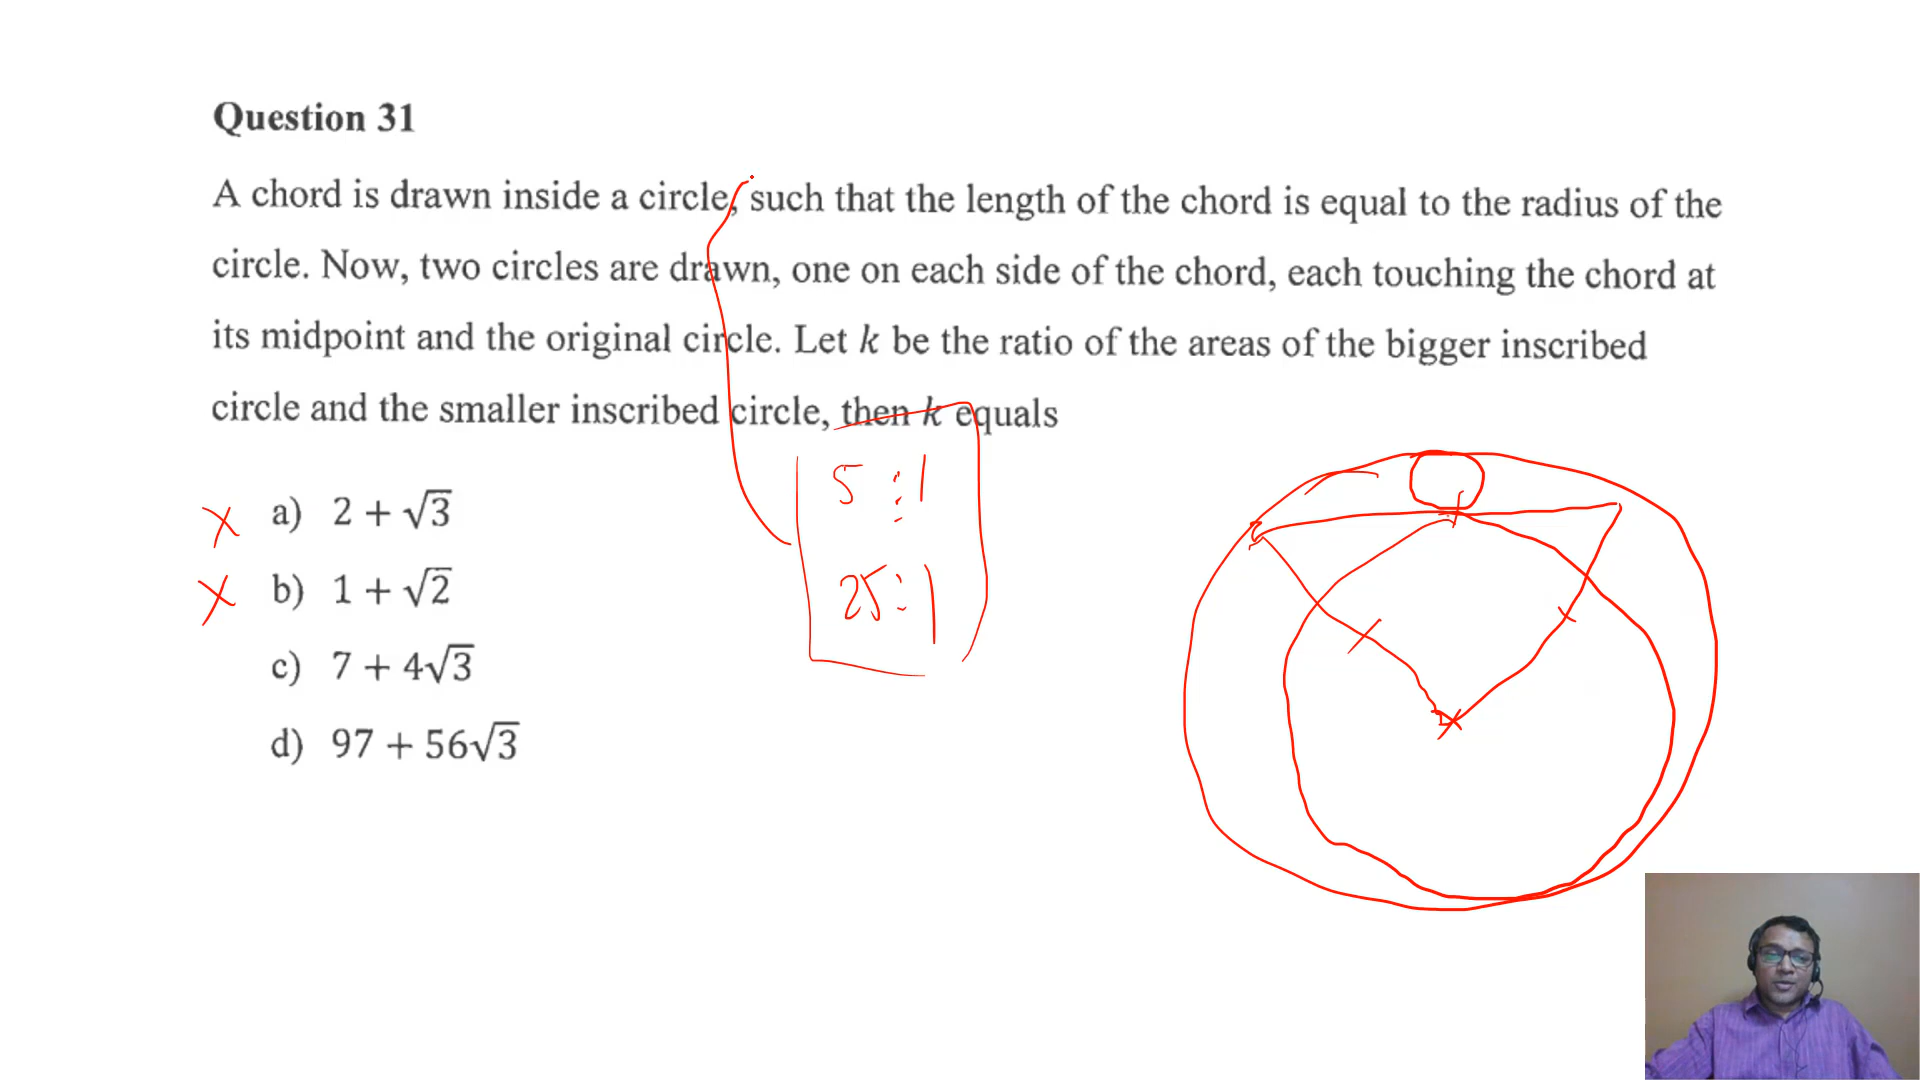 Question 31
A chord is drawn inside a circle, such that the length of the chord is equal to the radius of the
circle. Now, two circles are drawn, one on each side of the chord, each touching the chord at
its midpoint and the original circle. Let k be the ratio of the areas of the bigger inscribed
circle and the smaller inscribed circle, then k equals
5 : 1
X a) 2 + √3
25 : 1
X b) 1 + √2
c) 7 + 4√3
d) 97 + 56√3